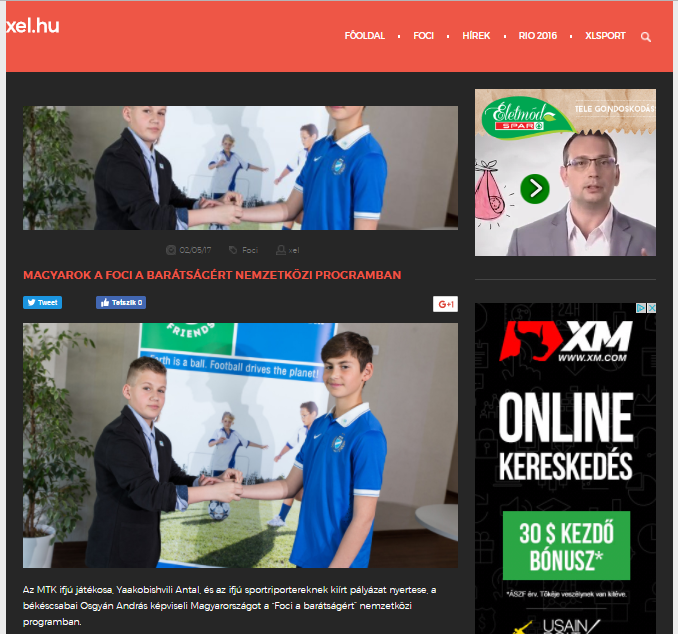 xel.hu
FŐOLDAL
FOCI
HÍREK
RIO 2016
XLSPORT
Életmód
SPAR
TELE GONDOSKODÁS
02/05/17
Foci
xel
MAGYAROK A FOCI A BARÁTSÁGÉRT NEMZETKÖZI PROGRAMBAN
Tweet
Tetszik 0
G+1
FRIENDS
Earth is a ball. Football drives the planet!
XM
WWW.XM.COM
ONLINE
KERESKEDÉS
30 $ KEZDŐ
BÓNUSZ*
*ÁSZF érv. Tőkéje veszélynek van kitéve.
USAIN
Az MTK ifjú játékosa, Yaakobishvili Antal, és az ifjú sportriportereknek kiírt pályázat nyertese, a
békéscsabai Osgyán András képviseli Magyarországot a "Foci a barátságért" nemzetközi
programban.